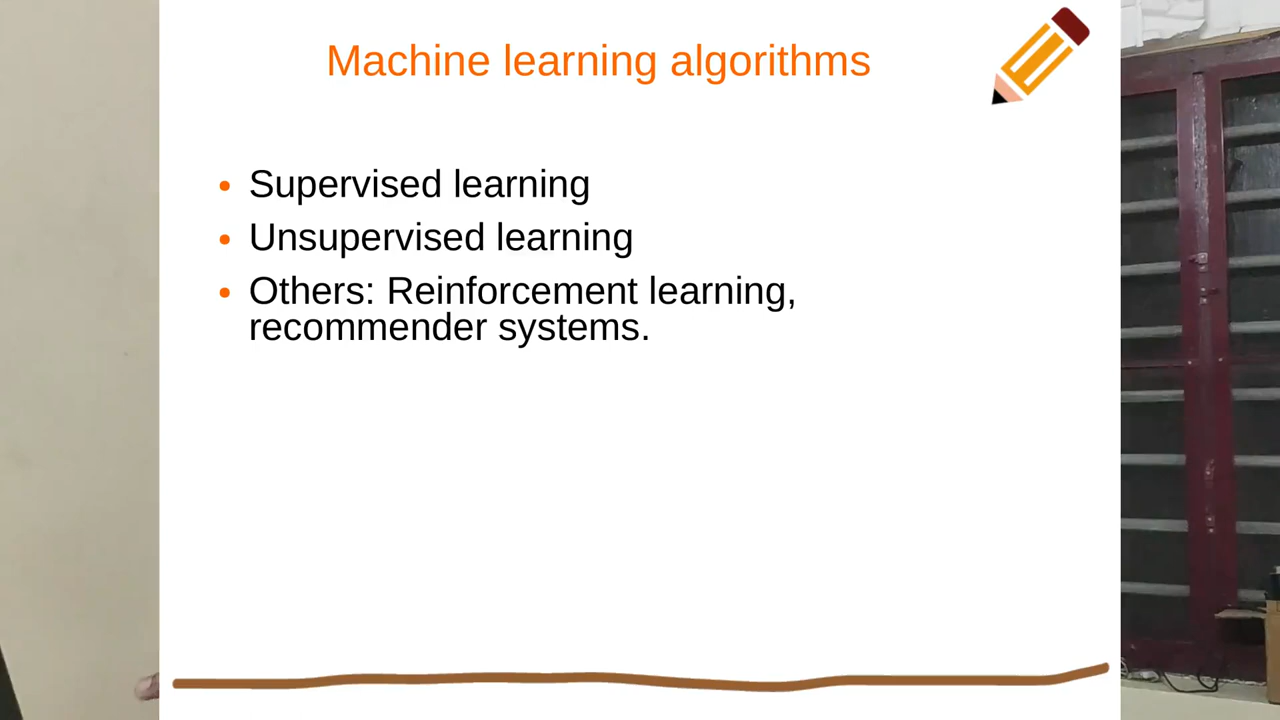 Machine learning algorithms
• Supervised learning
• Unsupervised learning
• Others: Reinforcement learning,
recommender systems.